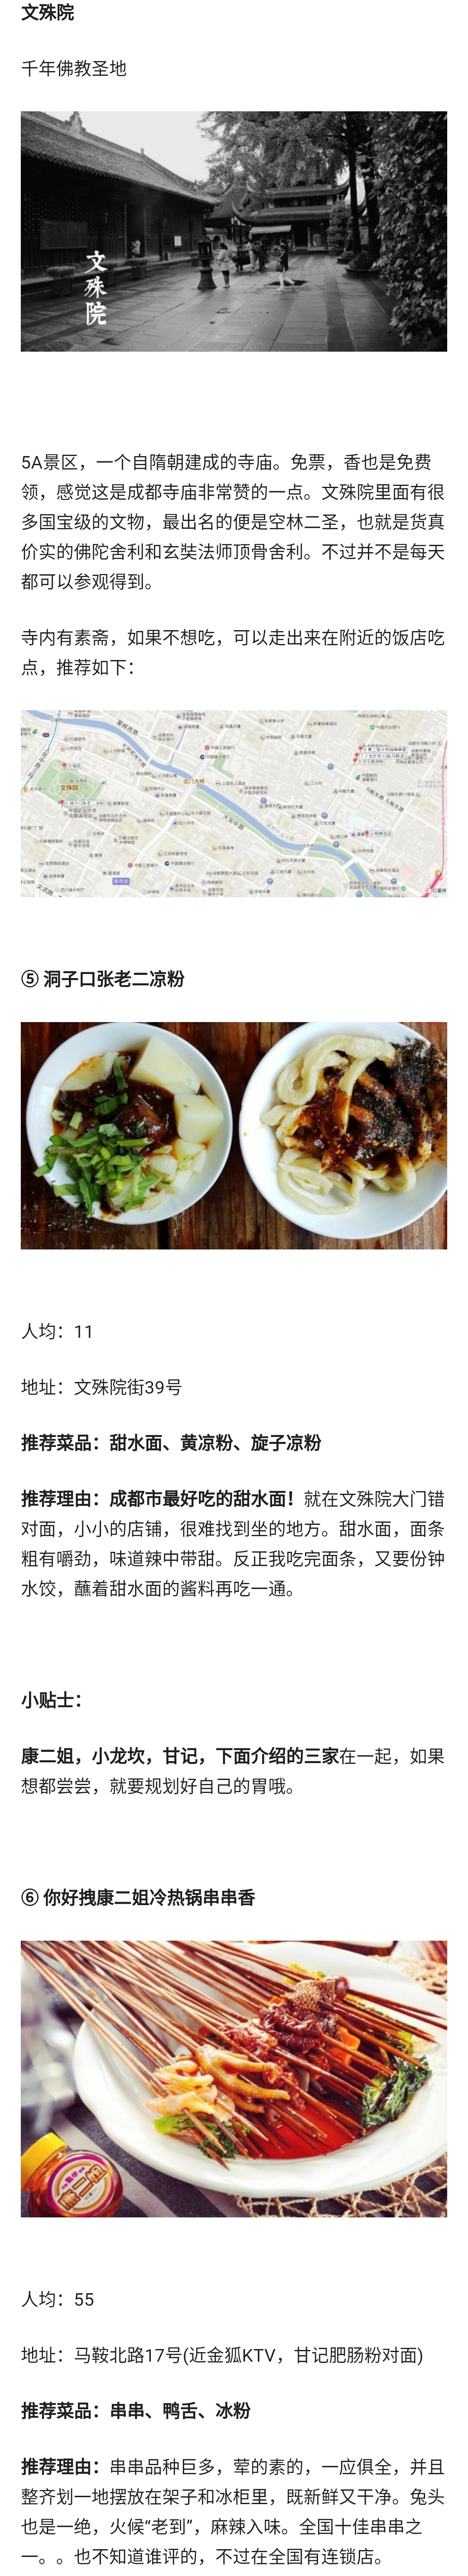 文殊院
千年佛教圣地
文殊院
5A景区，一个自隋朝建成的寺庙。免票，香也是免费
领，感觉这是成都寺庙非常赞的一点。文殊院里面有很
多国宝级的文物，最出名的便是空林二圣，也就是货真
价实的佛陀舍利和玄奘法师顶骨舍利。不过并不是每天
都可以参观得到。
寺内有素斋，如果不想吃，可以走出来在附近的饭店吃
点，推荐如下：
文殊院
北门大桥
⑤ 洞子口张老二凉粉
人均：11
地址：文殊院街39号
推荐菜品：甜水面、黄凉粉、旋子凉粉
推荐理由：成都市最好吃的甜水面！就在文殊院大门错
对面，小小的店铺，很难找到坐的地方。甜水面，面条
粗有嚼劲，味道辣中带甜。反正我吃完面条，又要份钟
水饺，蘸着甜水面的酱料再吃一通。
小贴士：
康二姐，小龙坎，甘记，下面介绍的三家在一起，如果
想都尝尝，就要规划好自己的胃哦。
⑥ 你好拽康二姐冷热锅串串香
康二姐
人均：55
地址：马鞍北路17号(近金狐KTV，甘记肥肠粉对面)
推荐菜品：串串、鸭舌、冰粉
推荐理由：串串品种巨多，荤的素的，一应俱全，并且
整齐划一地摆放在架子和冰柜里，既新鲜又干净。兔头
也是一绝，火候“老到”，麻辣入味。全国十佳串串之
一。。也不知道谁评的，不过在全国有连锁店。